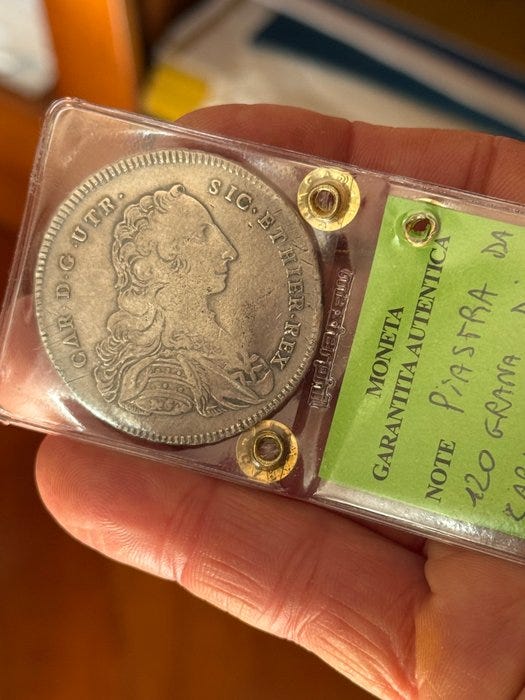 CAR·D·G·UTR· SIC·ET HIER·REX
MONETA
GARANTITA AUTENTICA
NOTE PIASTRA DA
120 GRANA